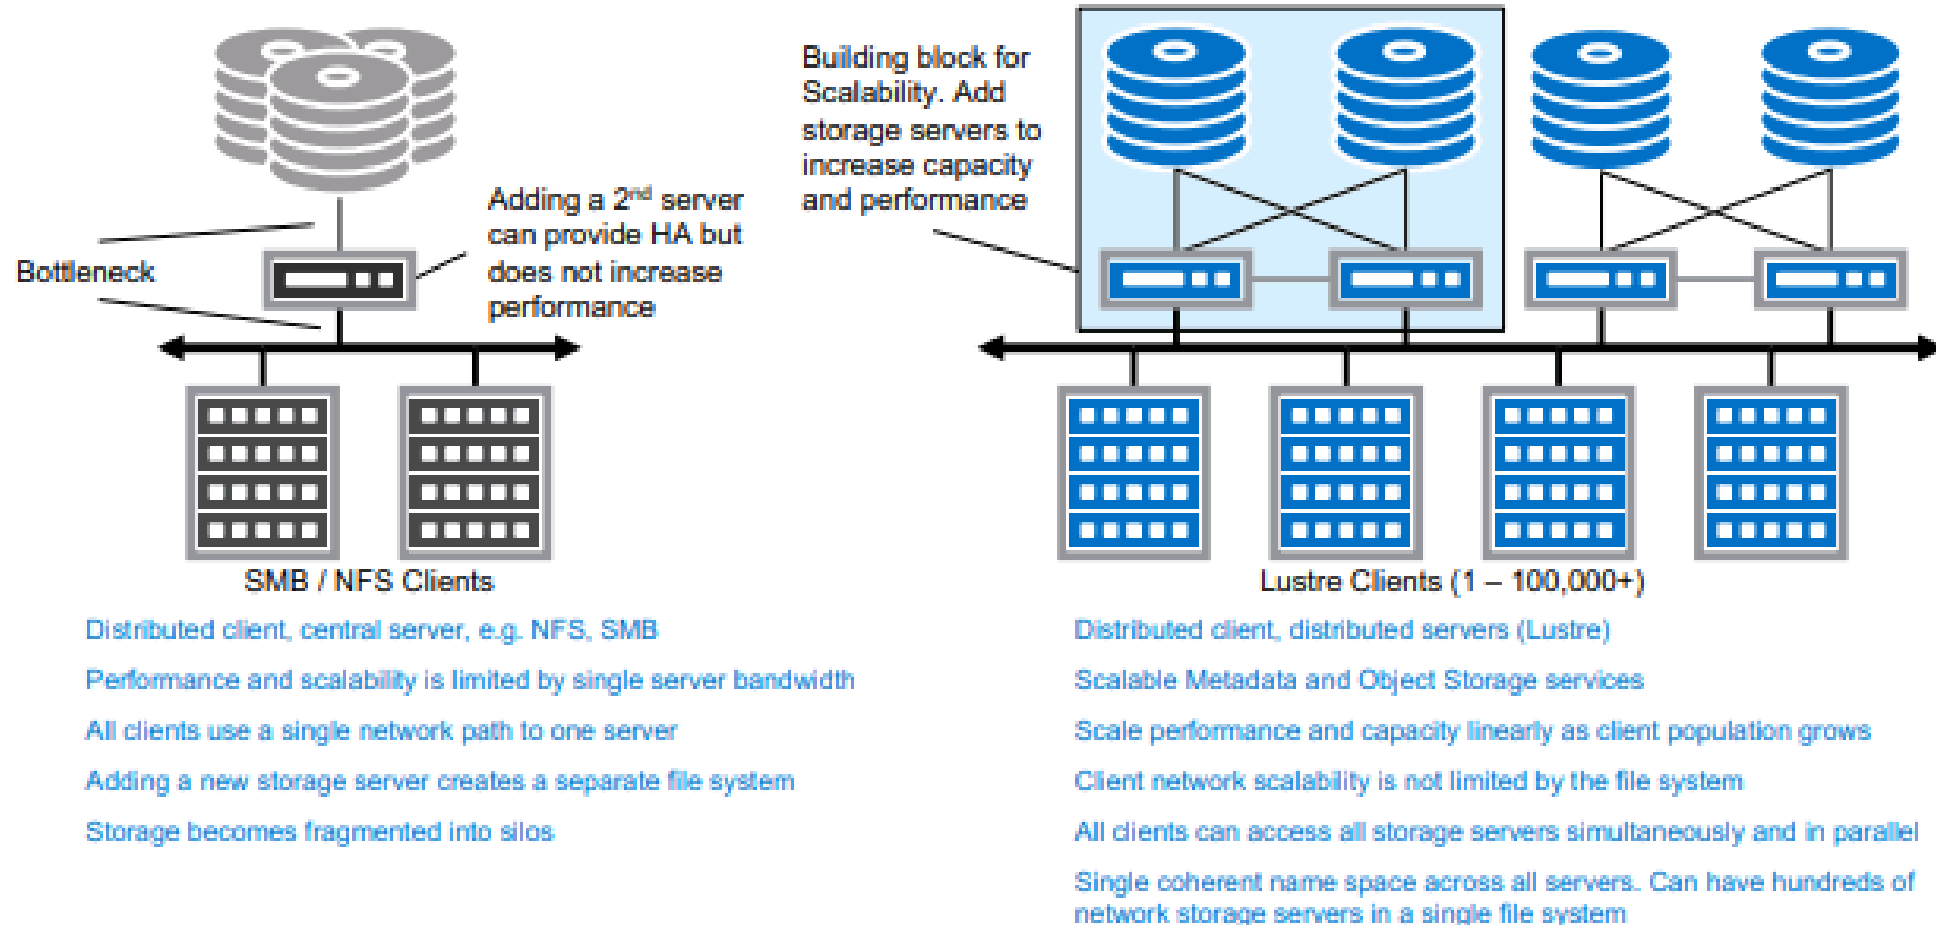 Bottleneck
Adding a 2nd server
can provide HA but
does not increase
performance
SMB / NFS Clients
Distributed client, central server, e.g. NFS, SMB
Performance and scalability is limited by single server bandwidth
All clients use a single network path to one server
Adding a new storage server creates a separate file system
Storage becomes fragmented into silos
Building block for
Scalability. Add
storage servers to
increase capacity
and performance
Lustre Clients (1 – 100,000+)
Distributed client, distributed servers (Lustre)
Scalable Metadata and Object Storage services
Scale performance and capacity linearly as client population grows
Client network scalability is not limited by the file system
All clients can access all storage servers simultaneously and in parallel
Single coherent name space across all servers. Can have hundreds of
network storage servers in a single file system